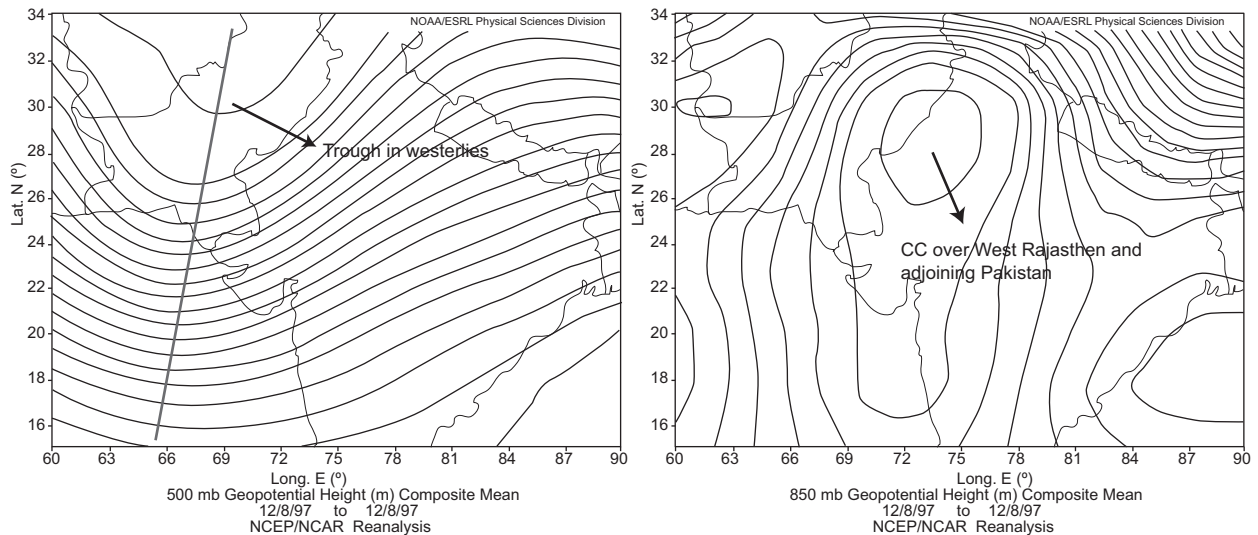 NOAA/ESRL Physical Sciences Division
34
32
30
28
26
24
22
20
18
16
Lat. N (º)
Trough in westerlies
60 63 66 69 72 75 78 81 84 87 90
Long. E (º)
500 mb Geopotential Height (m) Composite Mean
12/8/97 to 12/8/97
NCEP/NCAR Reanalysis
NOAA/ESRL Physical Sciences Division
34
32
30
28
26
24
22
20
18
16
Lat. N (º)
CC over West Rajasthen and
adjoining Pakistan
60 63 66 69 72 75 78 81 84 87 90
Long. E (º)
850 mb Geopotential Height (m) Composite Mean
12/8/97 to 12/8/97
NCEP/NCAR Reanalysis